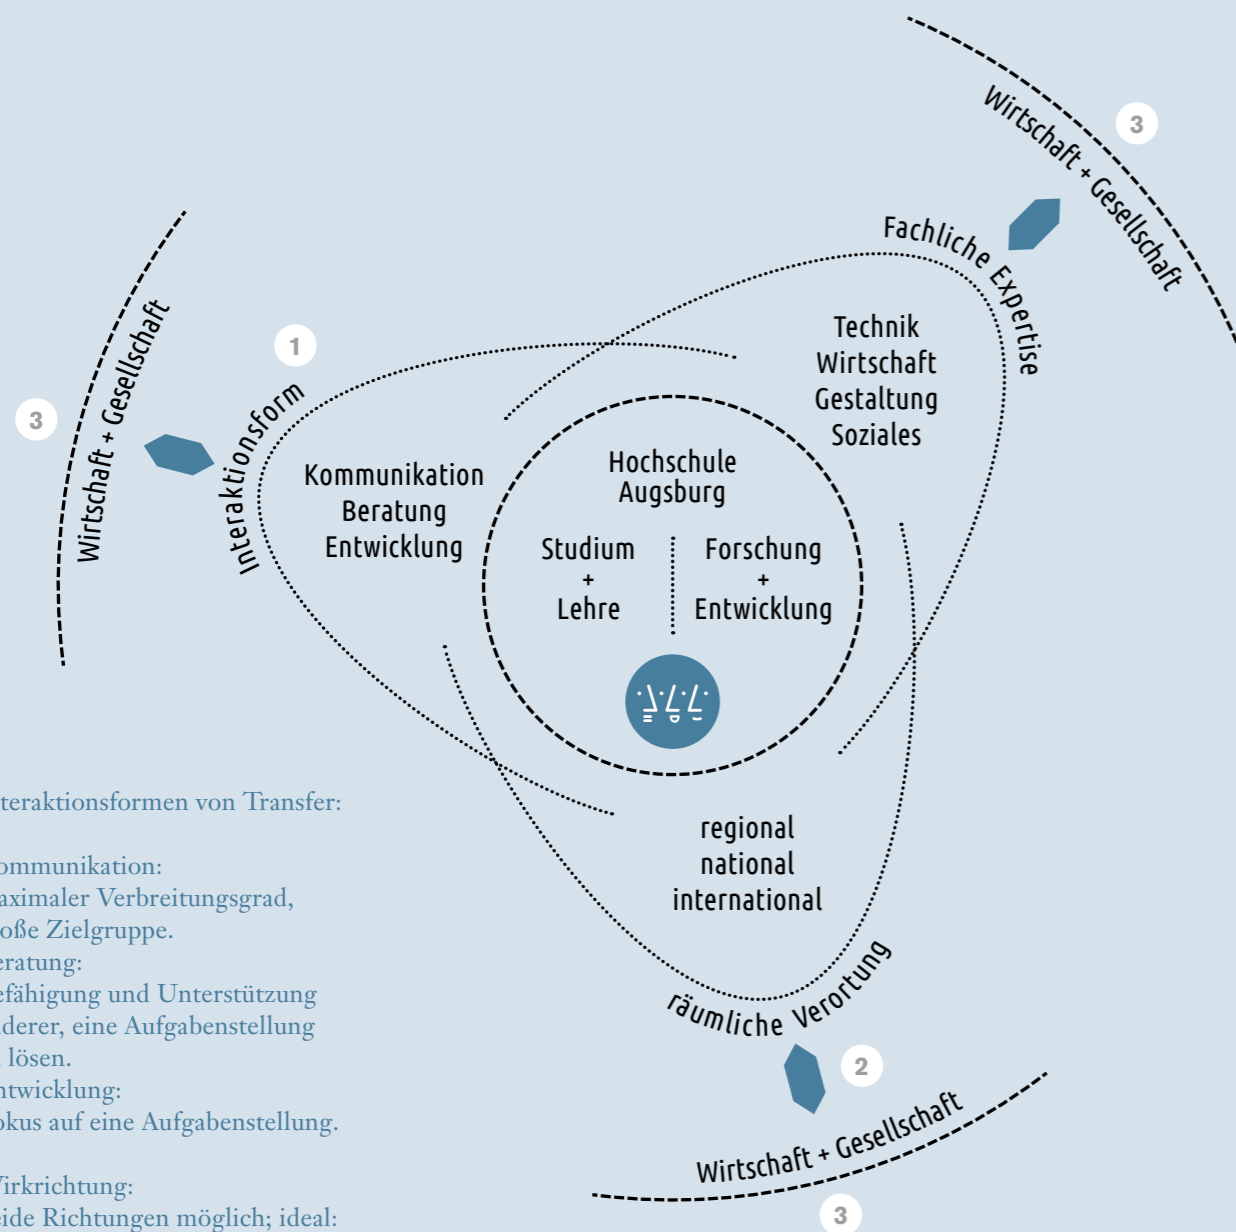 Wirtschaft + Gesellschaft
3
Fachliche Expertise
Technik
Wirtschaft
Gestaltung
Soziales
Wirtschaft + Gesellschaft
3
1
Interaktionsform
Kommunikation
Beratung
Entwicklung
Hochschule
Augsburg
Studium
+
Lehre
Forschung
+
Entwicklung
regional
national
international
räumliche Verortung
2
Wirtschaft + Gesellschaft
3
teraktionsformen von Transfer:
ommunikation:
aximaler Verbreitungsgrad,
oße Zielgruppe.
eratung:
efähigung und Unterstützung
derer, eine Aufgabenstellung
lösen.
ntwicklung:
okus auf eine Aufgabenstellung.
Wirkrichtung:
eide Richtungen möglich; ideal: